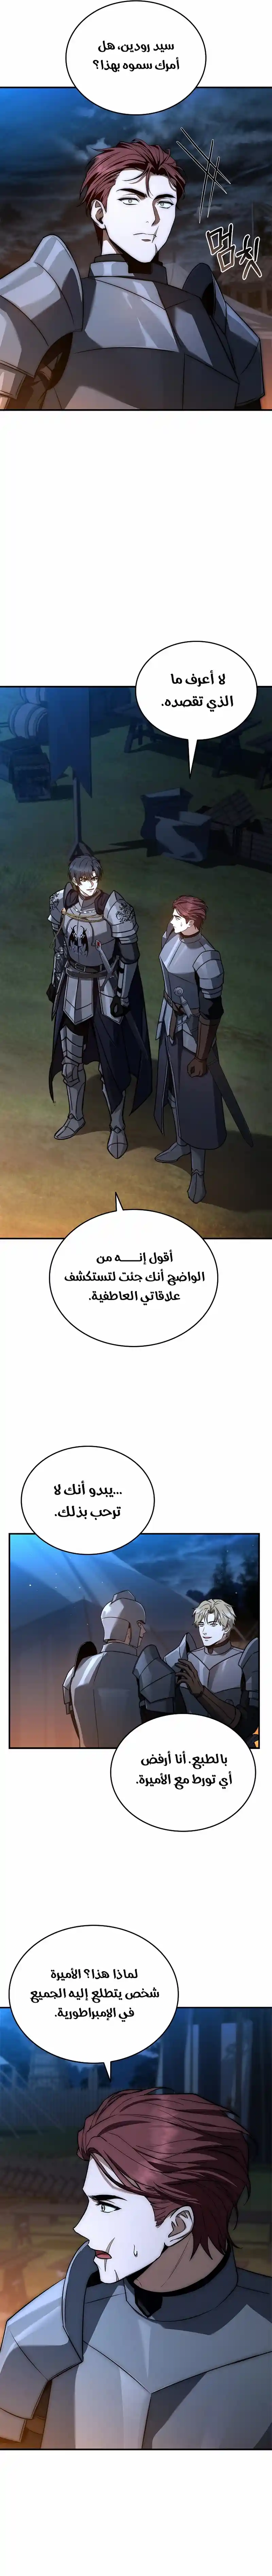 سيد رودين، هل
أمرك سموه بهذا؟
멈칫
لا أعرف ما
الذي تقصده.
أقول إنـــــه من
الواضح أنك جئت لتستكشف
علاقاتي العاطفية.
...يبدو أنك لا
ترحب بذلك.
بالطبع. أنا أرفض
أي تورط مع الأميرة.
لماذا هذا؟ الأميرة
شخص يتطلع إليه الجميع
في الإمبراطورية.